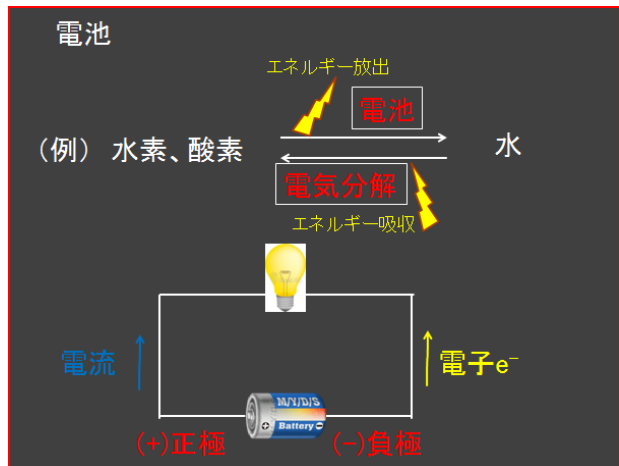 電池
エネルギー放出
電池
(例) 水素、酸素
水
電気分解
エネルギー吸収
電流
電子e⁻
M/Y/D/S
+ Battery -
(+)正極
(-)負極